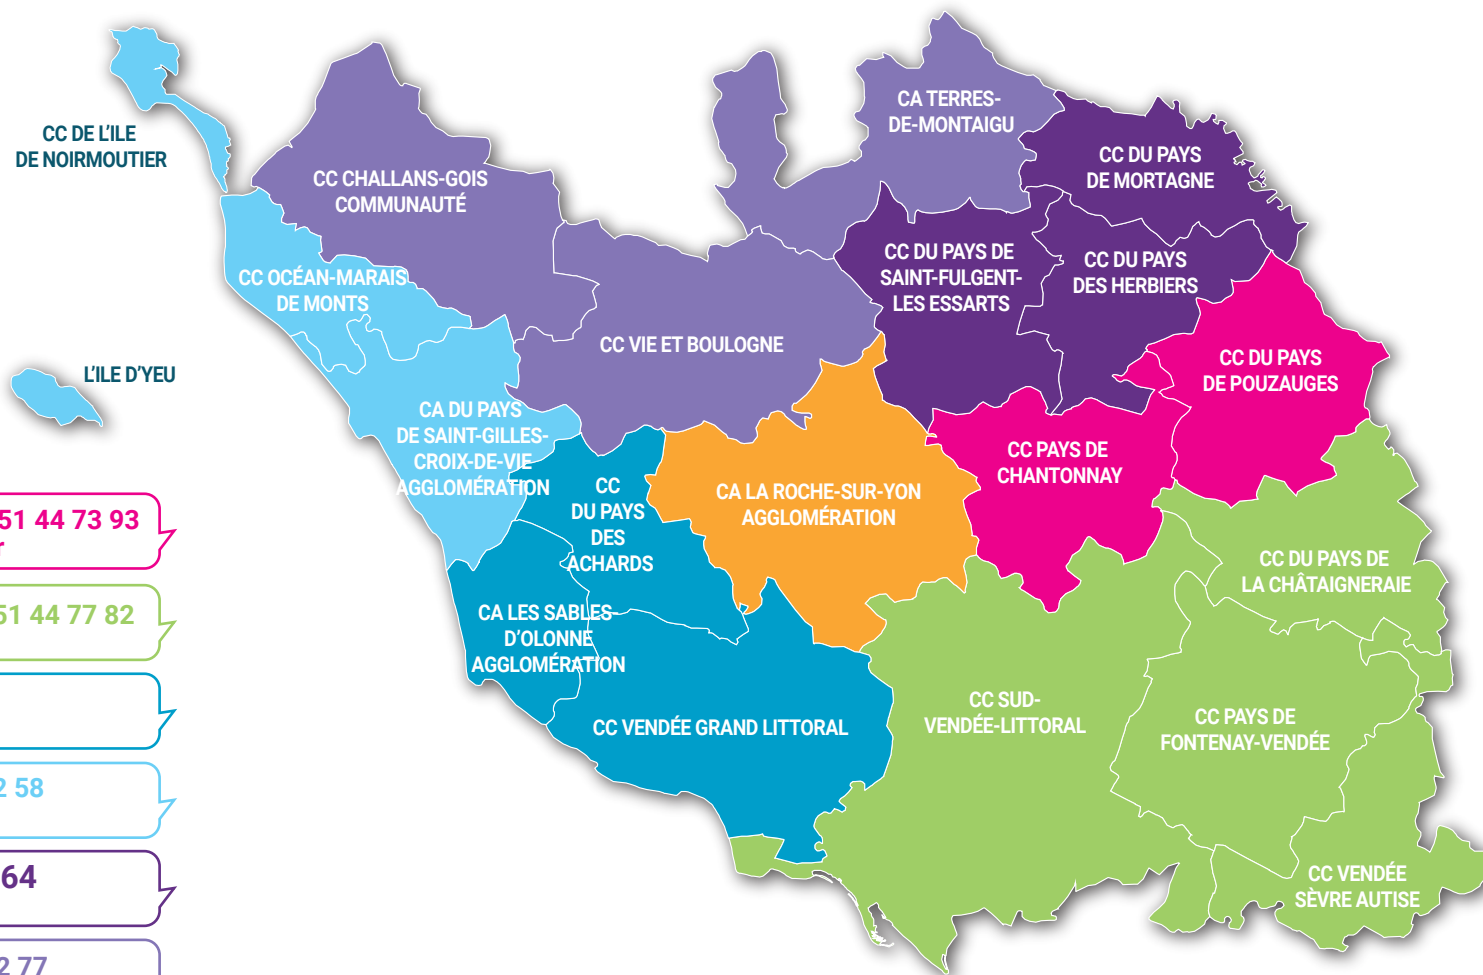 CC DE L'ILE
DE NOIRMOUTIER
CC CHALLANS-GOIS
COMMUNAUTÉ
CA TERRES-
DE-MONTAIGU
CC DU PAYS
DE MORTAGNE
CC OCÉAN-MARAIS
DE MONTS
CC DU PAYS DE
SAINT-FULGENT-
LES ESSARTS
CC DU PAYS
DES HERBIERS
L'ILE D'YEU
CC VIE ET BOULOGNE
CC DU PAYS
DE POUZAUGES
CA DU PAYS
DE SAINT-GILLES-
CROIX-DE-VIE
AGGLOMÉRATION
CC
DU PAYS
DES
ACHARDS
CA LA ROCHE-SUR-YON
AGGLOMÉRATION
CC PAYS DE
CHANTONNAY
CC DU PAYS DE
LA CHÂTAIGNERAIE
CA LES SABLES-
D'OLONNE
AGGLOMÉRATION
CC VENDÉE GRAND LITTORAL
CC SUD-
VENDÉE-LITTORAL
CC PAYS DE
FONTENAY-VENDÉE
CC VENDÉE
SÈVRE AUTISE
51 44 73 93
r
51 44 77 82
2 58
64
2 77